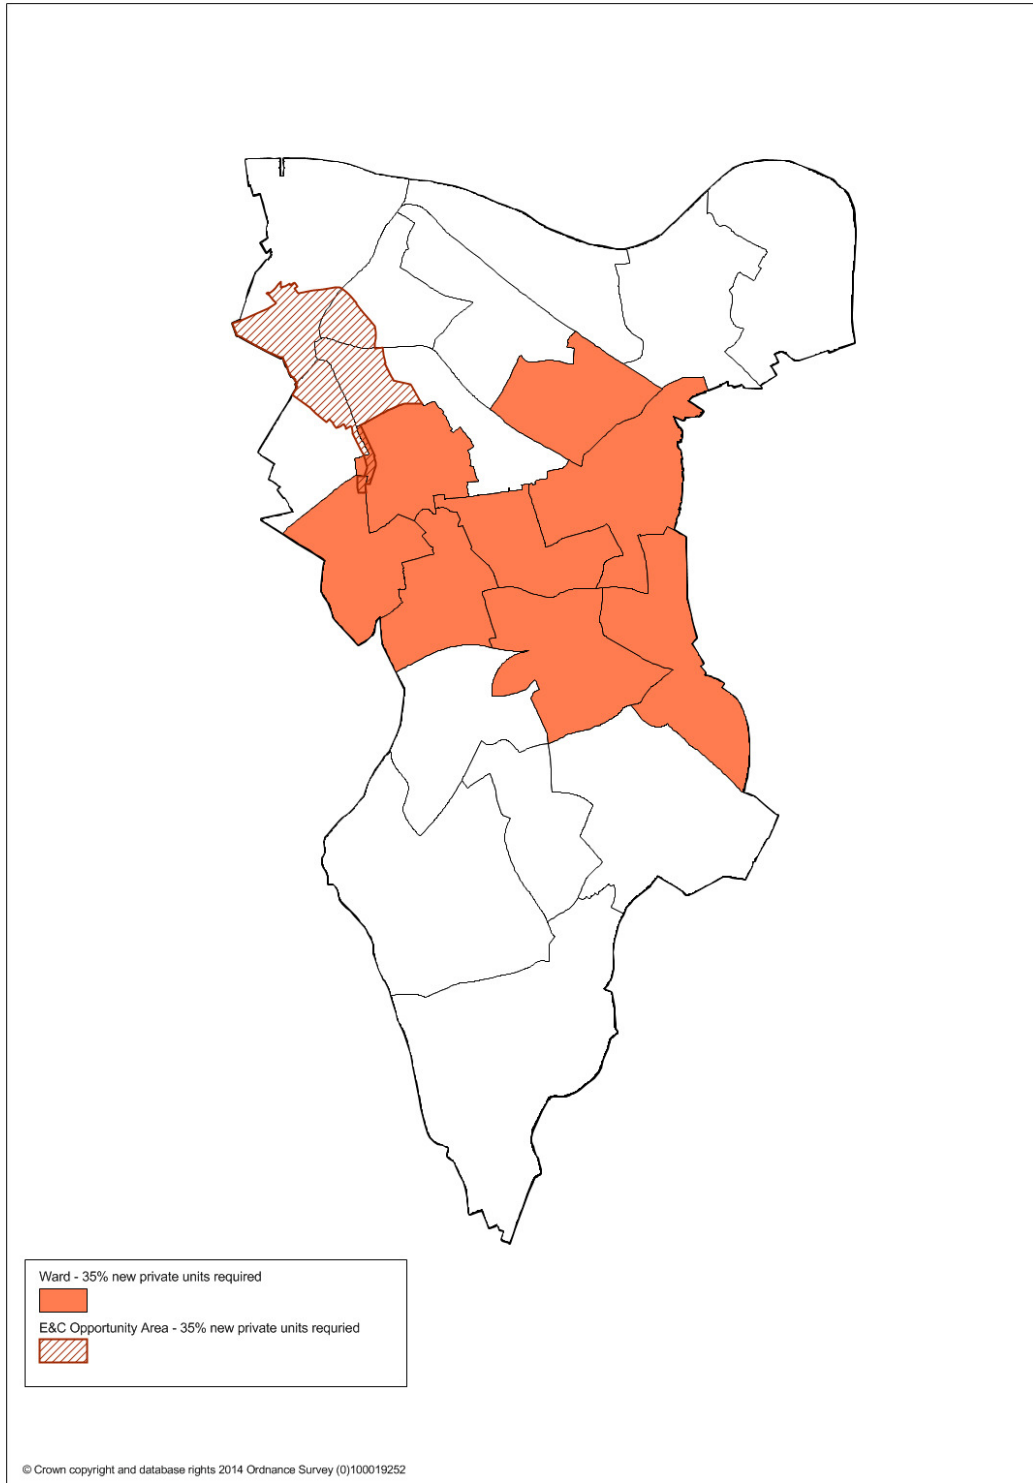 Ward - 35% new private units required
E&C Opportunity Area - 35% new private units requried
© Crown copyright and database rights 2014 Ordnance Survey (0)100019252